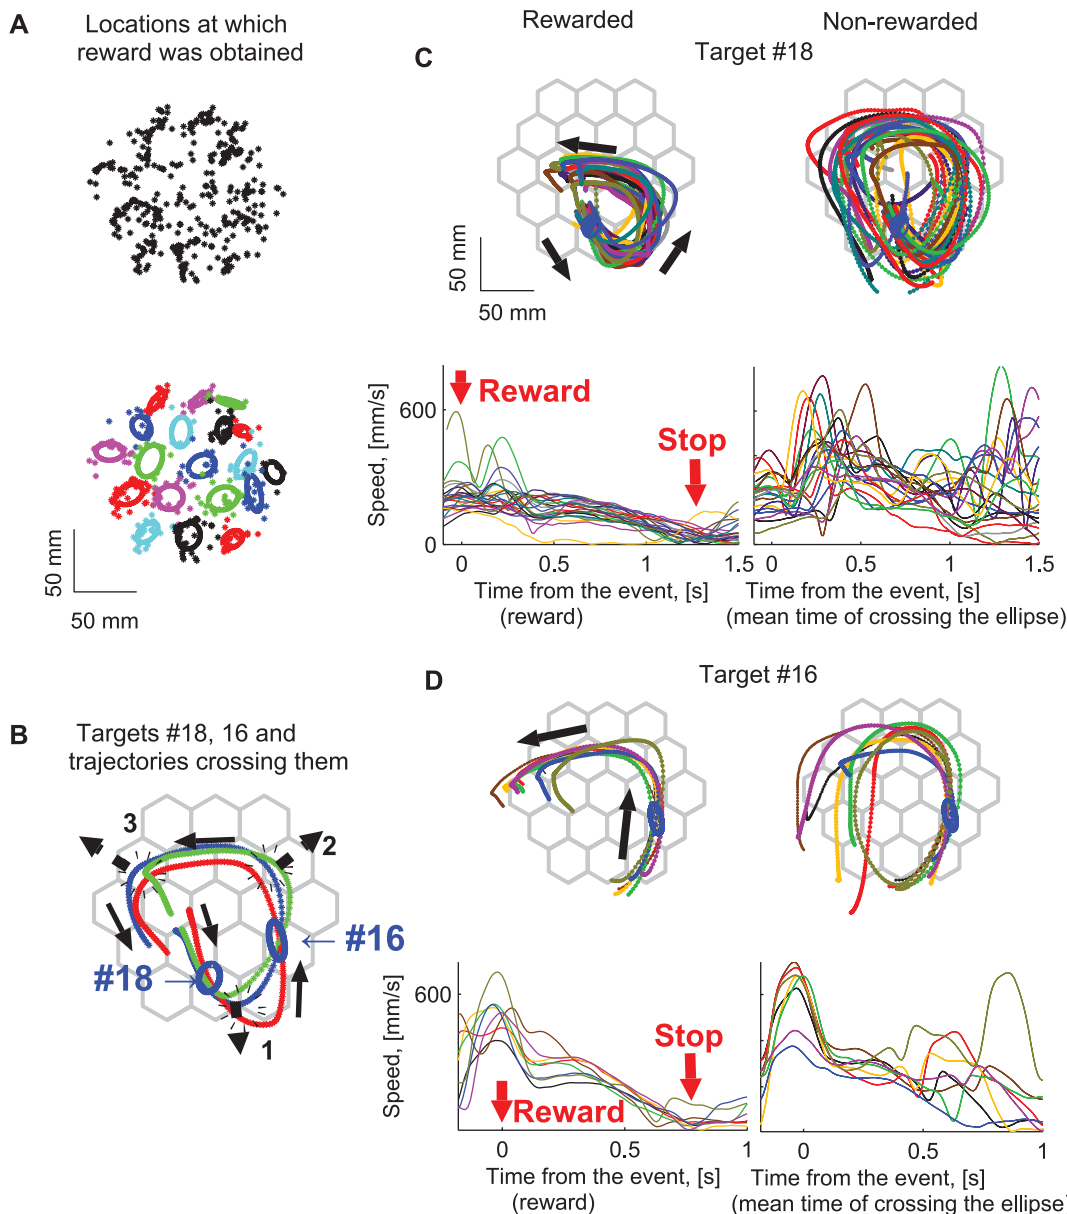 A
Locations at which
reward was obtained
50 mm
50 mm
B
Targets #18, 16 and
trajectories crossing them
3
2
#16
#18
1
Rewarded
Non-rewarded
C
Target #18
50 mm
50 mm
Speed, [mm/s]
600
0
Reward
Stop
0
0.5
1
1.5
0
0.5
1
1.5
Time from the event, [s]
(reward)
Time from the event, [s]
(mean time of crossing the ellipse)
D
Target #16
Speed, [mm/s]
600
Stop
Reward
0
0.5
1
0
0.5
1
Time from the event, [s]
(reward)
Time from the event, [s]
(mean time of crossing the ellipse)